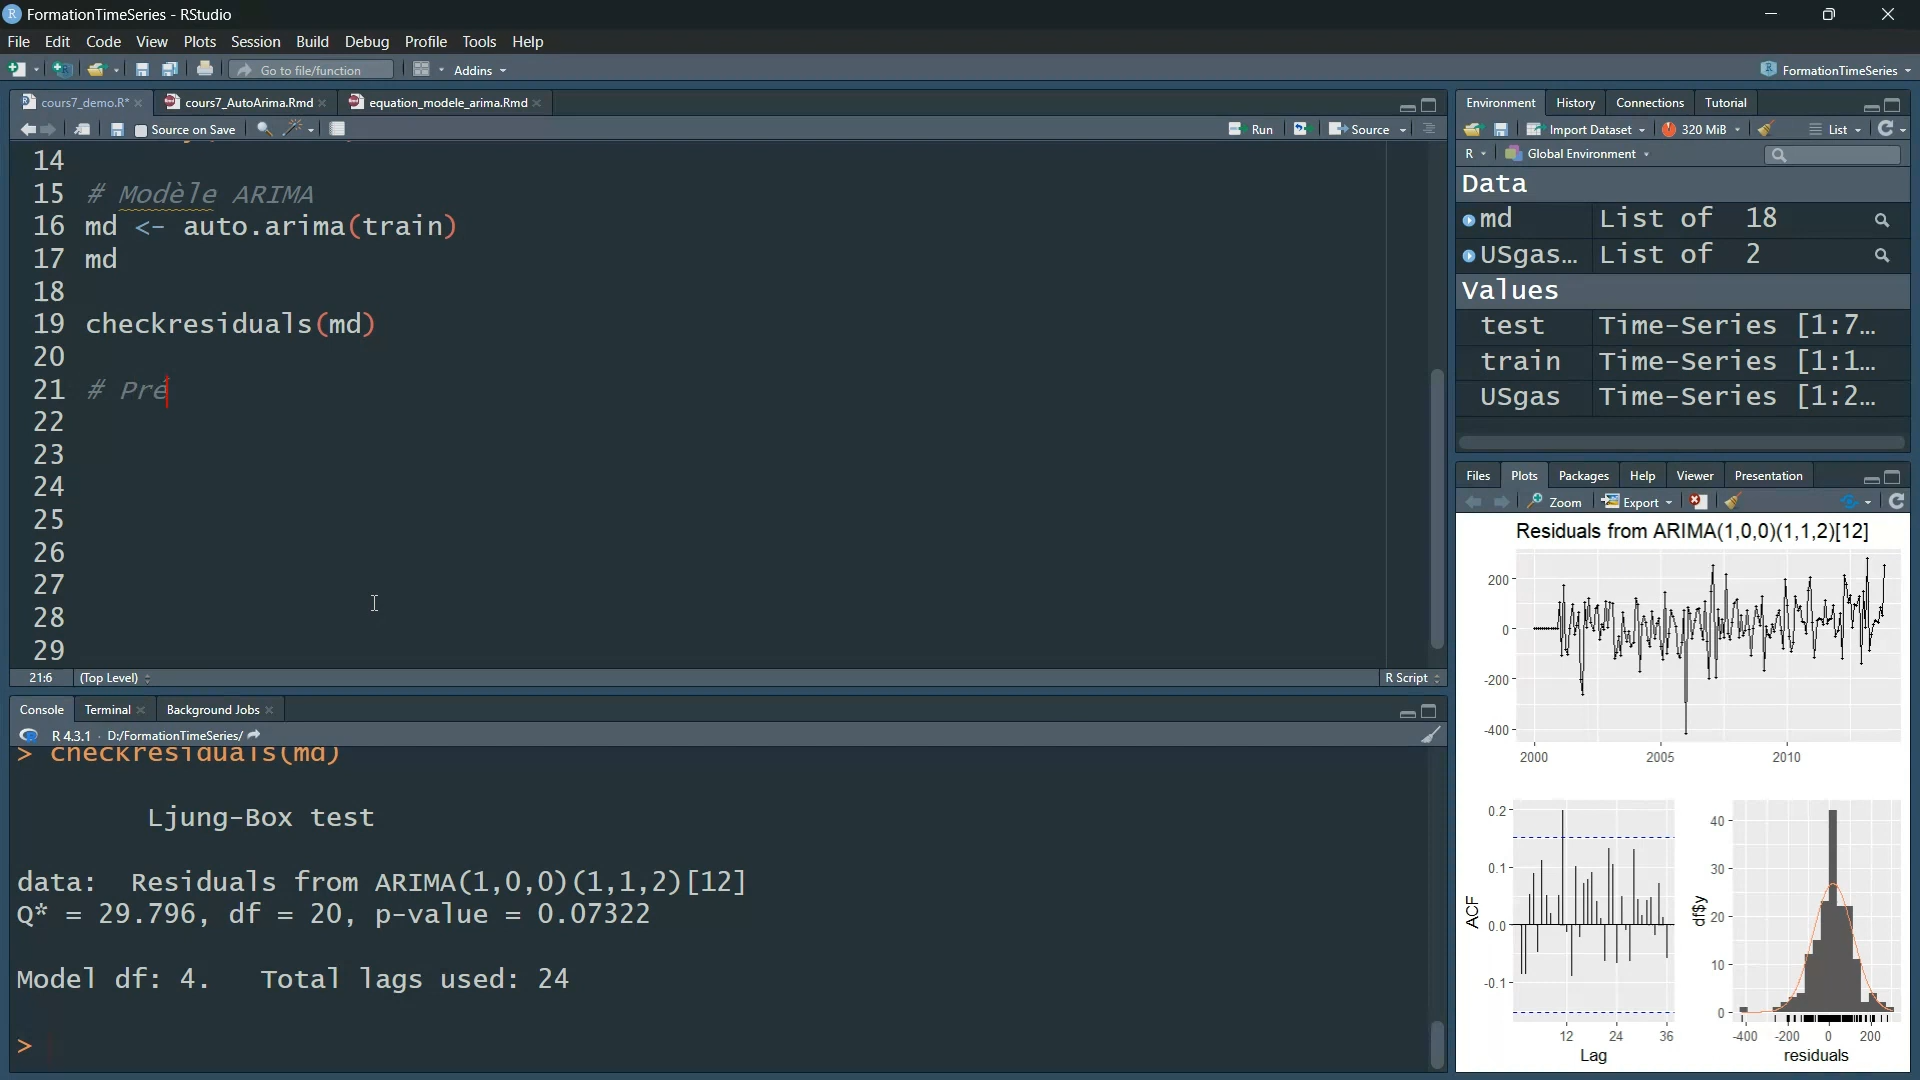 FormationTimeSeries - RStudio
File Edit Code View Plots Session Build Debug Profile Tools Help
Go to file/function Addins FormationTimeSeries
cours7_demo.R* cours7_AutoArima.Rmd equation_modele_arima.Rmd
Source on Save Run Source
14
15 # Modèle ARIMA
16 md <- auto.arima(train)
17 md
18
19 checkresiduals(md)
20
21 # Pré
22
23
24
25
26
27
28
29
21:6 (Top Level) R Script
Console Terminal Background Jobs
R 4.3.1 · D:/FormationTimeSeries/
> checkresiduals(md)
Ljung-Box test
data: Residuals from ARIMA(1,0,0)(1,1,2)[12]
Q* = 29.796, df = 20, p-value = 0.07322
Model df: 4. Total lags used: 24
>
Environment History Connections Tutorial
Import Dataset 320 MiB List
R Global Environment
Data
md List of 18
USgas… List of 2
Values
test Time-Series [1:7…
train Time-Series [1:1…
USgas Time-Series [1:2…
Files Plots Packages Help Viewer Presentation
Zoom Export
Residuals from ARIMA(1,0,0)(1,1,2)[12]
200
0
-200
-400
2000 2005 2010
0.2
0.1
0.0
-0.1
ACF
12 24 36
Lag
40
30
20
10
0
df$y
-400 -200 0 200
residuals